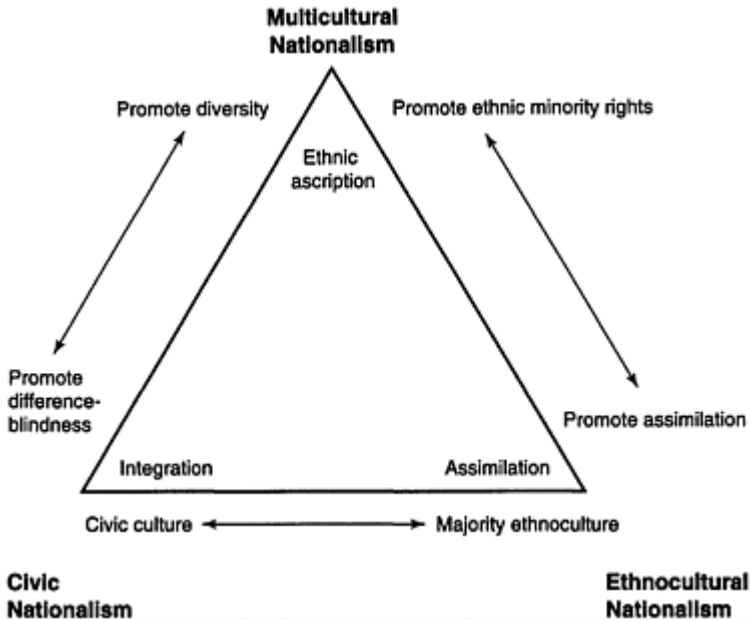 Multicultural
Nationalism
Promote diversity
Promote ethnic minority rights
Ethnic
ascription
Promote
difference-
blindness
Promote assimilation
Integration
Assimilation
Civic culture
Majority ethnoculture
Civic
Nationalism
Ethnocultural
Nationalism